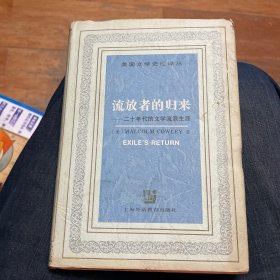 美国文学史论译丛
流放者的归来
——二十年代的文学流浪生涯
[美] MALCOLM COWLEY 著
EXILE'S RETURN
上海外语教育出版社